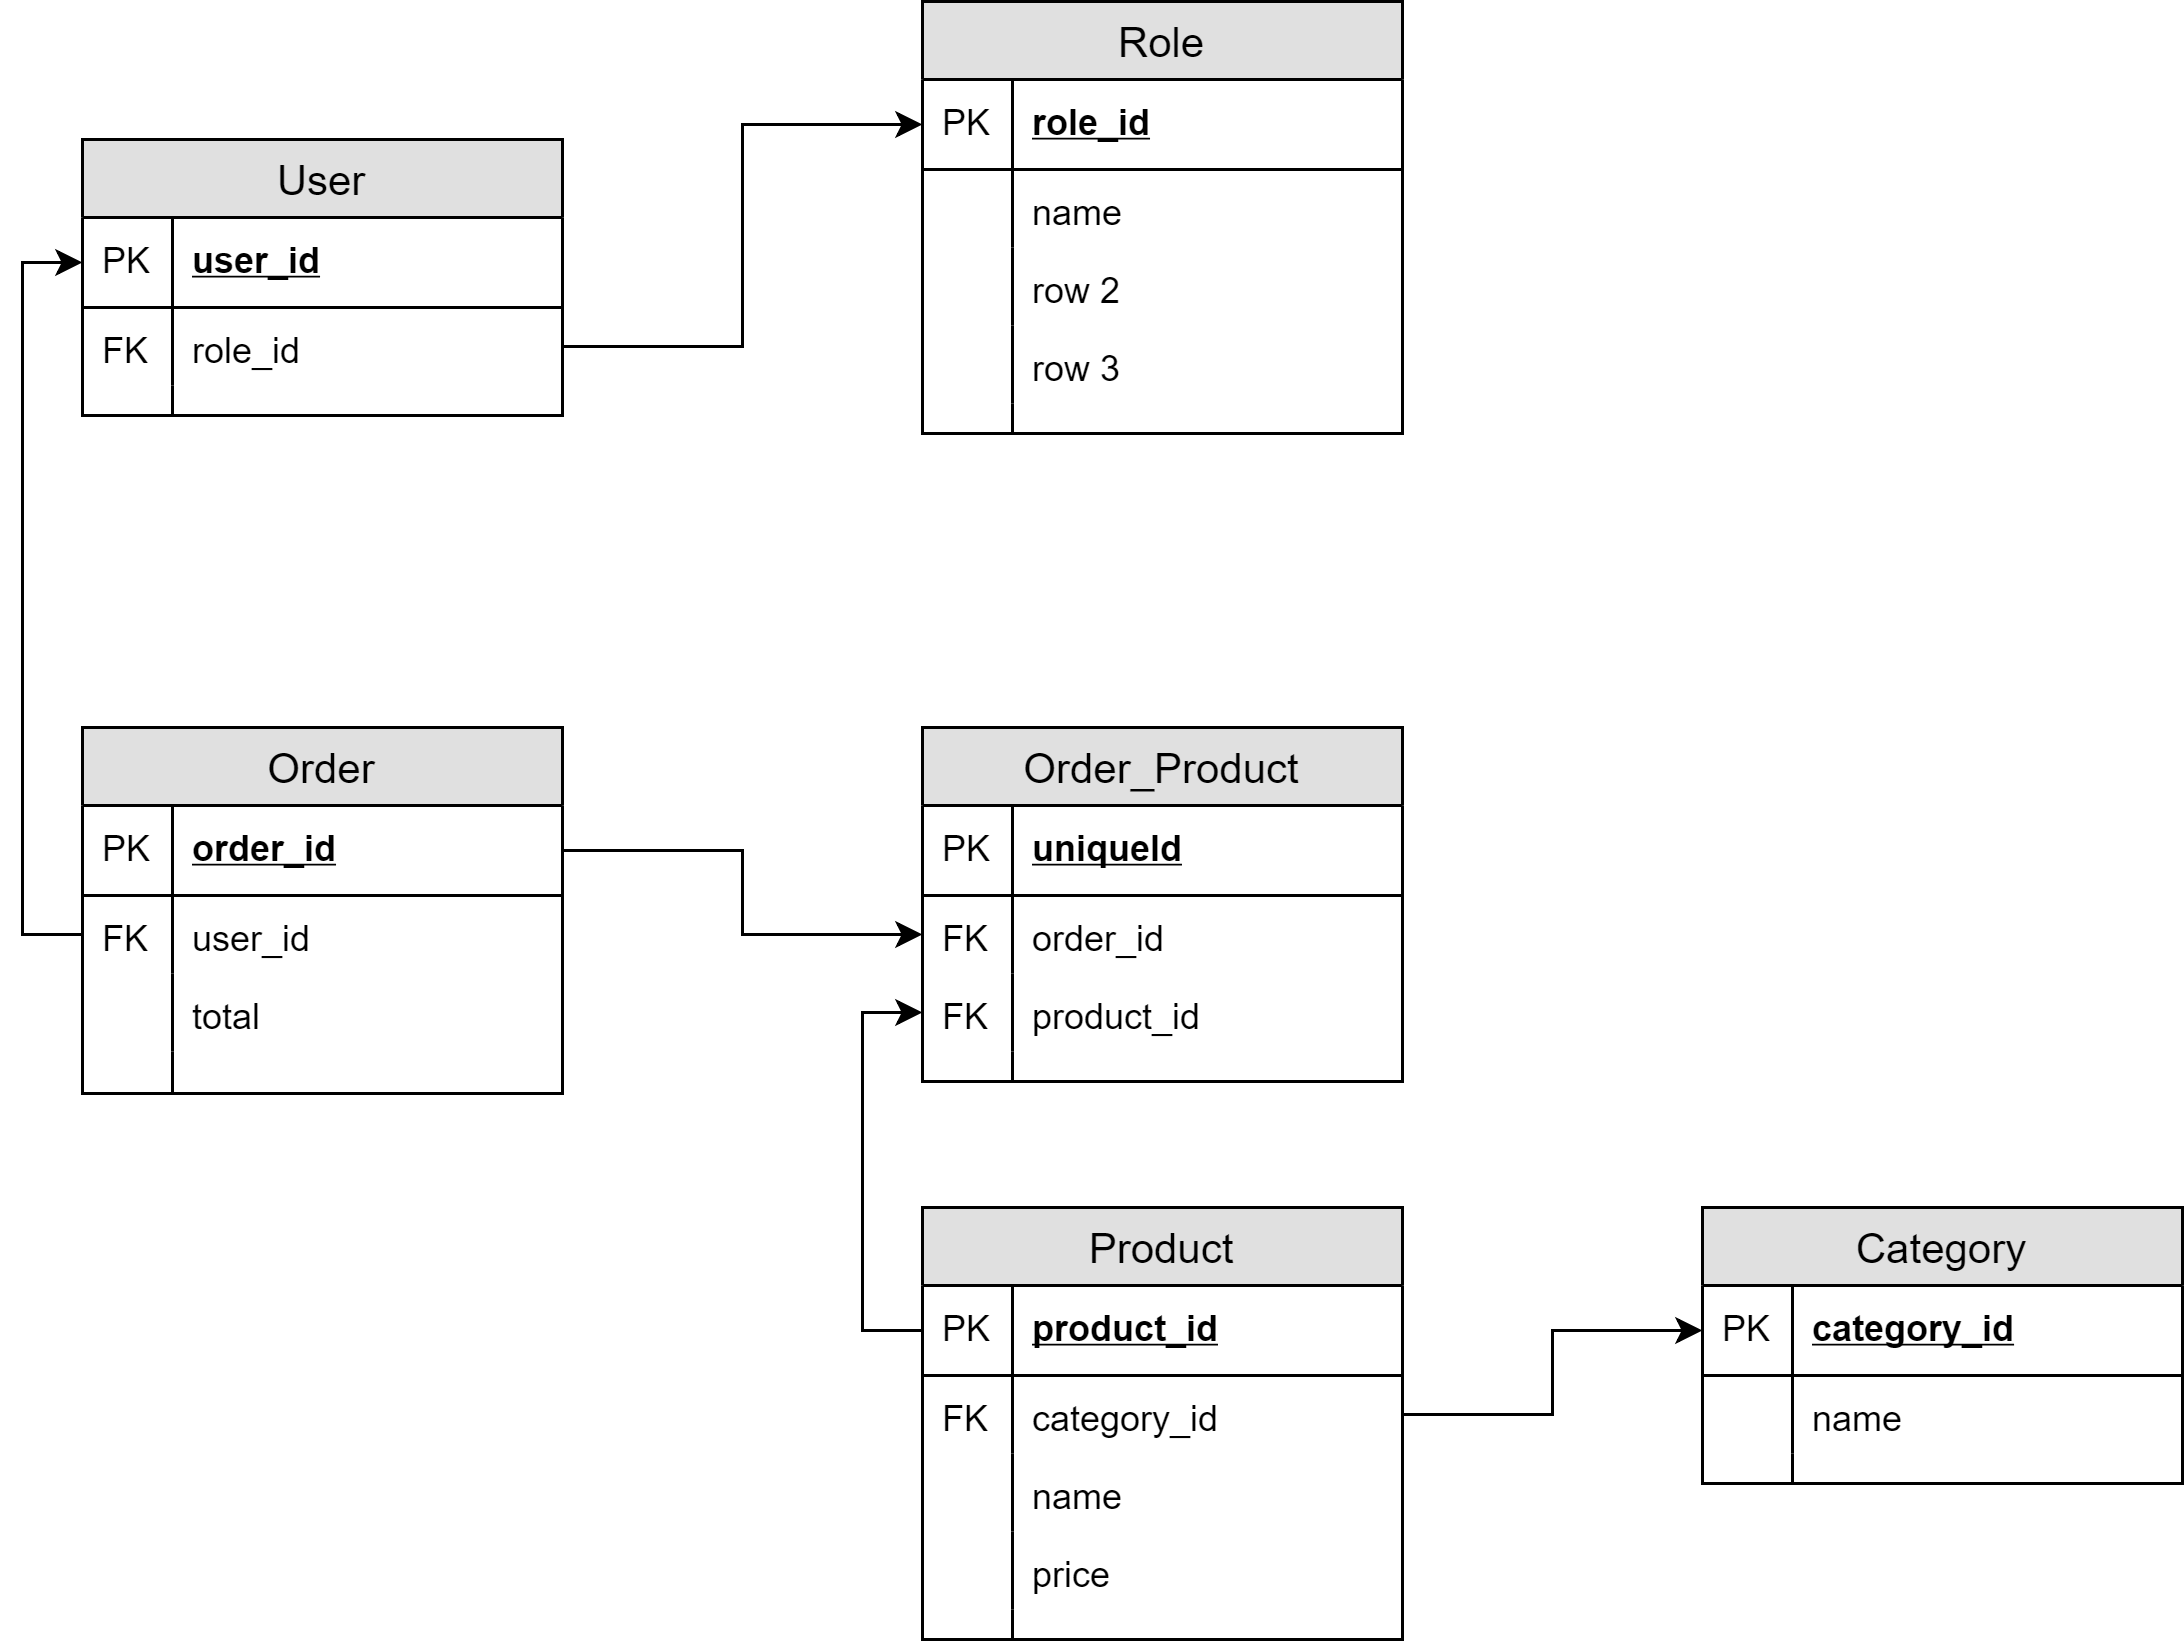 Role
PK role_id
name
row 2
row 3
User
PK user_id
FK role_id
Order
PK order_id
FK user_id
total
Order_Product
PK uniqueId
FK order_id
FK product_id
Product
PK product_id
FK category_id
name
price
Category
PK category_id
name